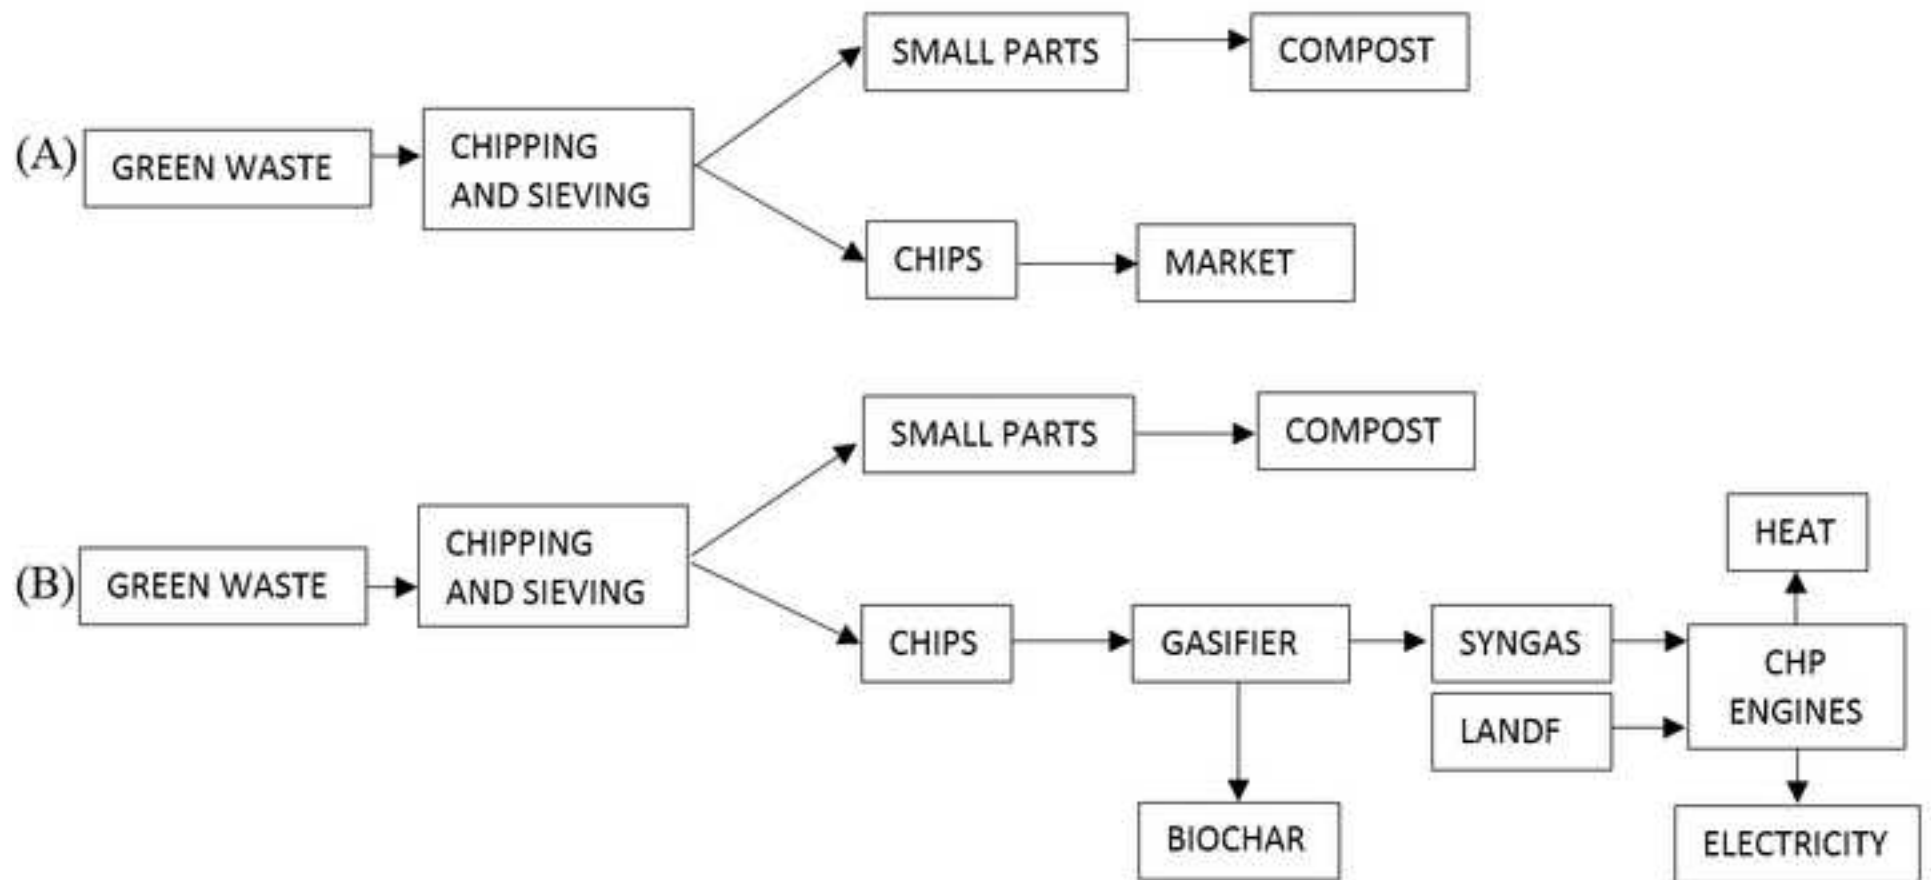 SMALL PARTS
COMPOST
(A)
GREEN WASTE
CHIPPING
AND SIEVING
CHIPS
MARKET
SMALL PARTS
COMPOST
HEAT
(B)
GREEN WASTE
CHIPPING
AND SIEVING
CHIPS
GASIFIER
SYNGAS
CHP
ENGINES
LANDF
BIOCHAR
ELECTRICITY